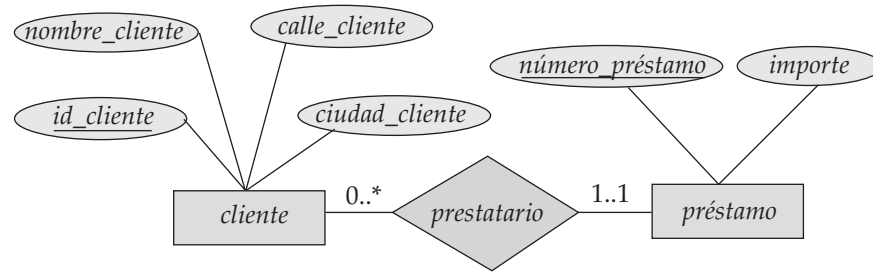 nombre_cliente
calle_cliente
id_cliente
ciudad_cliente
número_préstamo
importe
cliente
0..*
prestatario
1..1
préstamo